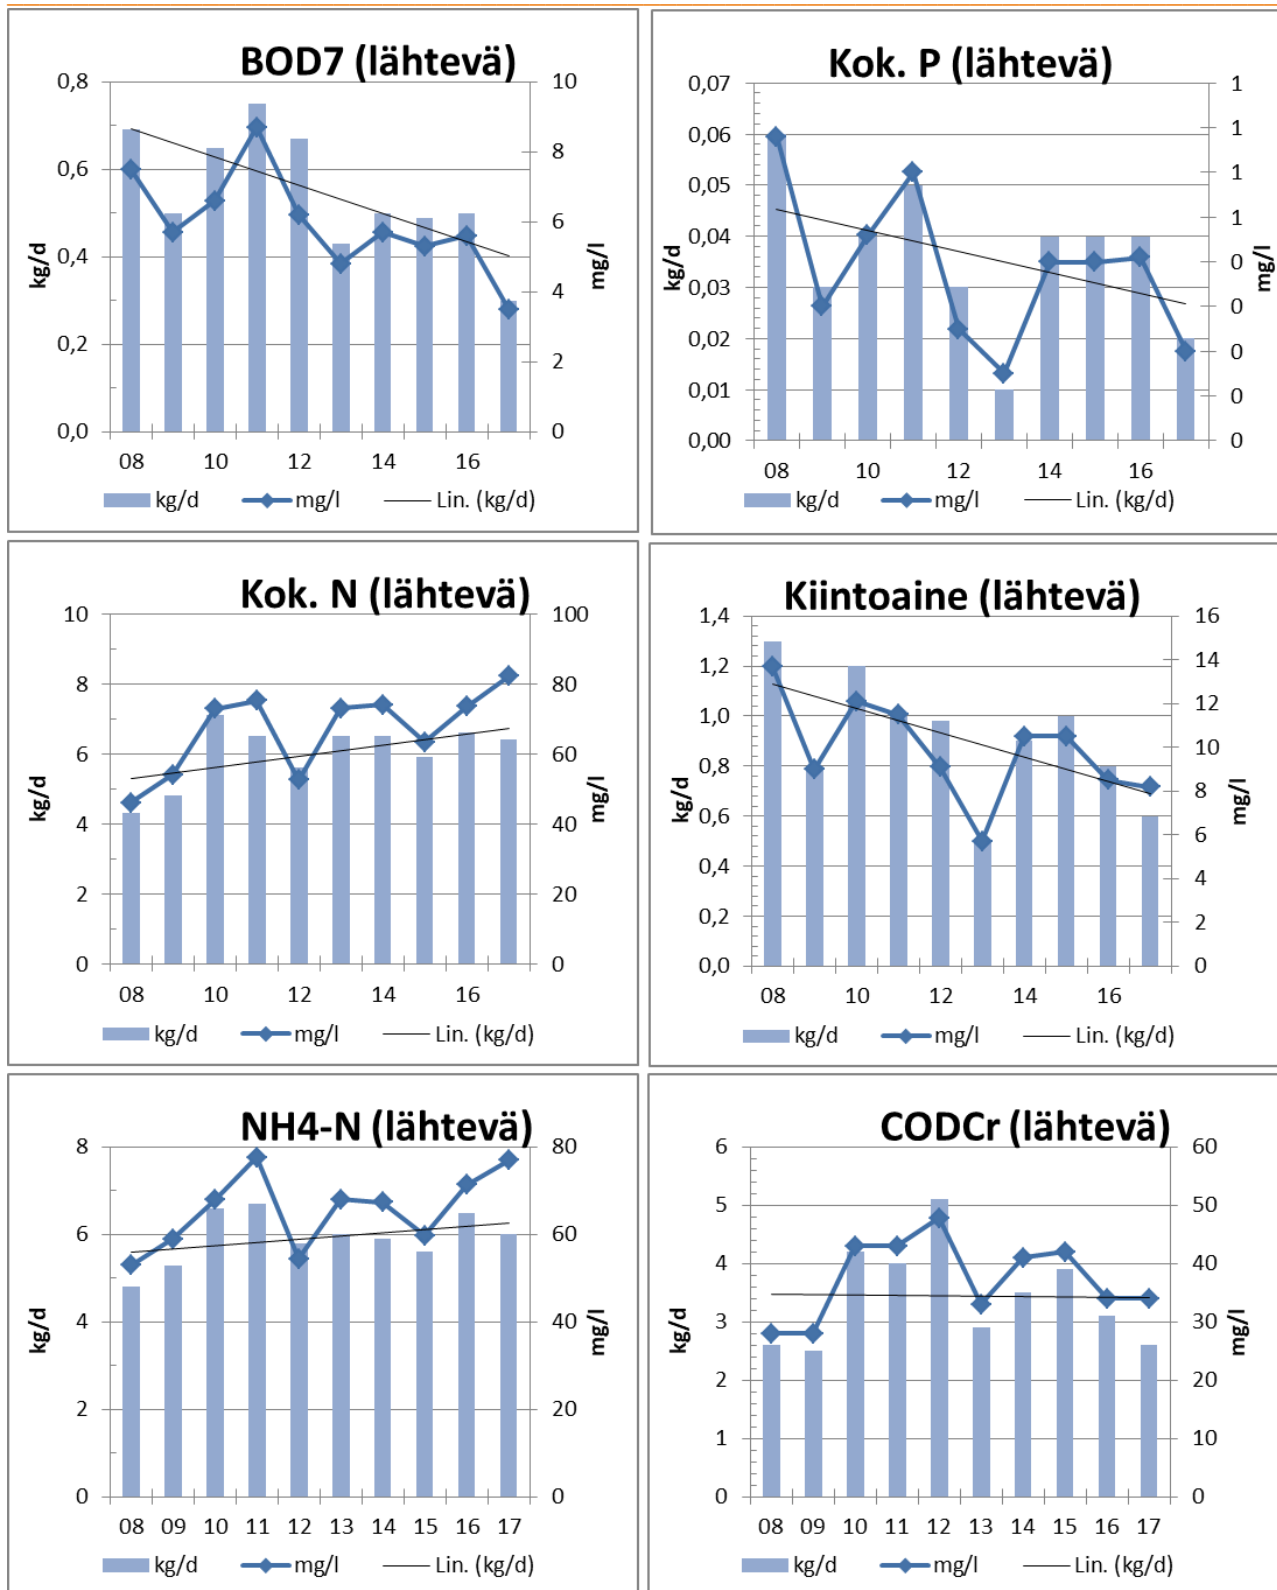 BOD7 (lähtevä)
0,8
0,6
0,4
0,2
0,0
kg/d
10
8
6
4
2
0
mg/l
08 10 12 14 16
kg/d mg/l Lin. (kg/d)
Kok. P (lähtevä)
0,07
0,06
0,05
0,04
0,03
0,02
0,01
0,00
kg/d
1
1
1
1
0
0
0
0
0
mg/l
08 10 12 14 16
kg/d mg/l Lin. (kg/d)
Kok. N (lähtevä)
10
8
6
4
2
0
kg/d
100
80
60
40
20
0
mg/l
08 10 12 14 16
kg/d mg/l Lin. (kg/d)
Kiintoaine (lähtevä)
1,4
1,2
1,0
0,8
0,6
0,4
0,2
0,0
kg/d
16
14
12
10
8
6
4
2
0
mg/l
08 10 12 14 16
kg/d mg/l Lin. (kg/d)
NH4-N (lähtevä)
8
6
4
2
0
kg/d
80
60
40
20
0
mg/l
08 09 10 11 12 13 14 15 16 17
kg/d mg/l Lin. (kg/d)
CODCr (lähtevä)
6
5
4
3
2
1
0
kg/d
60
50
40
30
20
10
0
mg/l
08 09 10 11 12 13 14 15 16 17
kg/d mg/l Lin. (kg/d)